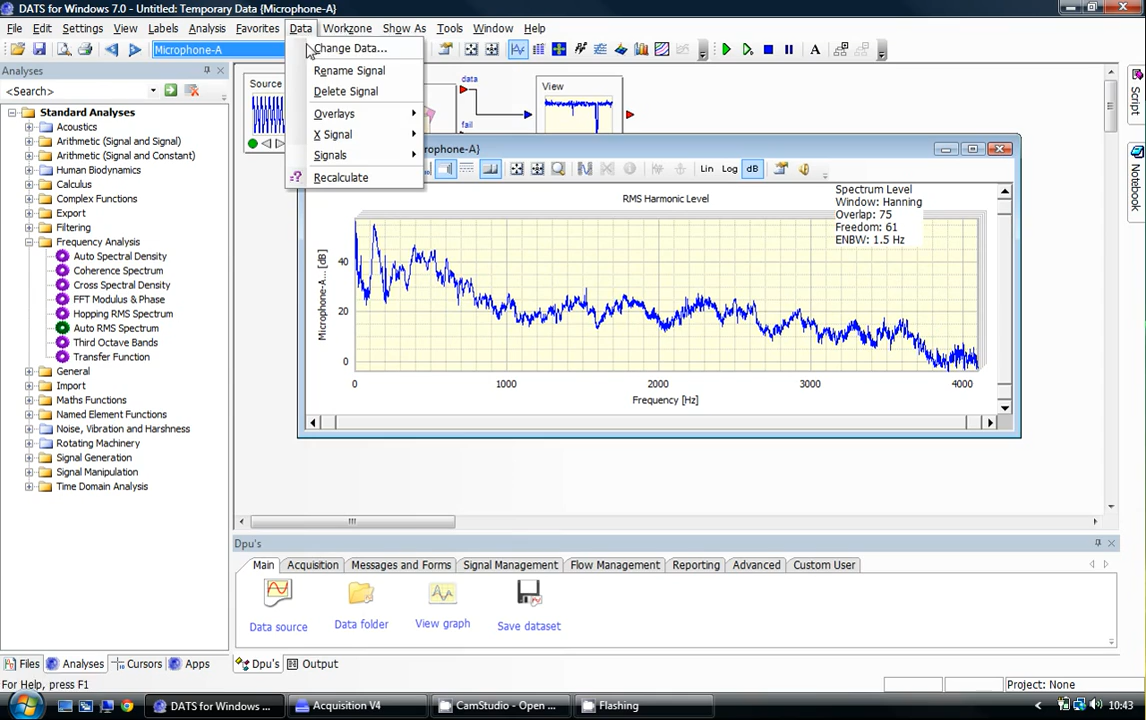 DATS for Windows 7.0 - Untitled: Temporary Data {Microphone-A}
File Edit Settings View Labels Analysis Favorites Data Workzone Show As Tools Window Help
Microphone-A
A
Analyses
<Search>
Standard Analyses
Acoustics
Arithmetic (Signal and Signal)
Arithmetic (Signal and Constant)
Human Biodynamics
Calculus
Complex Functions
Export
Filtering
Frequency Analysis
Auto Spectral Density
Coherence Spectrum
Cross Spectral Density
FFT Modulus & Phase
Hopping RMS Spectrum
Auto RMS Spectrum
Third Octave Bands
Transfer Function
General
Import
Maths Functions
Named Element Functions
Noise, Vibration and Harshness
Rotating Machinery
Signal Generation
Signal Manipulation
Time Domain Analysis
Files Analyses Cursors Apps
Change Data...
Rename Signal
Delete Signal
Overlays
X Signal
Signals
Recalculate
Source
data
fail
View
Lin Log dB
RMS Harmonic Level
Spectrum Level
Window: Hanning
Overlap: 75
Freedom: 61
ENBW: 1.5 Hz
Microphone-A... [dB]
40
20
0
0 1000 2000 3000 4000
Frequency [Hz]
Script
Notebook
Dpu's
Main Acquisition Messages and Forms Signal Management Flow Management Reporting Advanced Custom User
Data source Data folder View graph Save dataset
Dpu's Output
For Help, press F1
Project: None
DATS for Windows ... Acquisition V4 CamStudio - Open ... Flashing
10:43